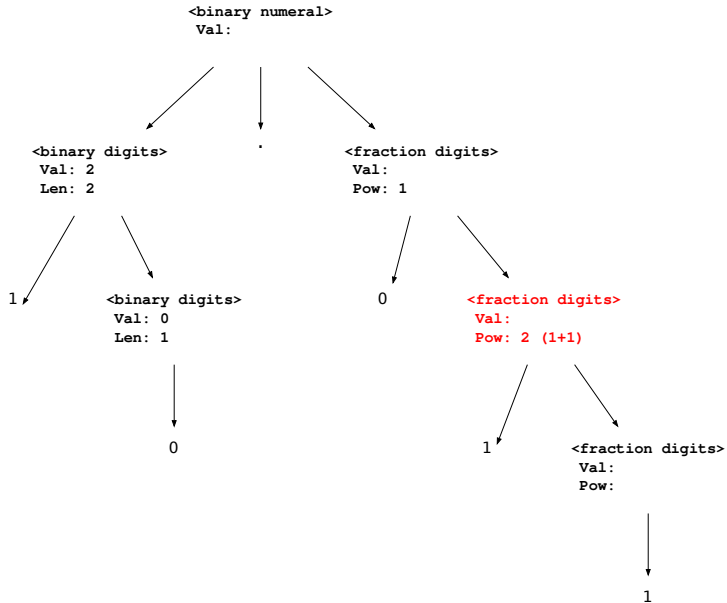 <binary numeral>
Val:
<binary digits>
Val: 2
Len: 2
.
<fraction digits>
Val:
Pow: 1
1
<binary digits>
Val: 0
Len: 1
0
<fraction digits>
Val:
Pow: 2 (1+1)
0
1
<fraction digits>
Val:
Pow:
1